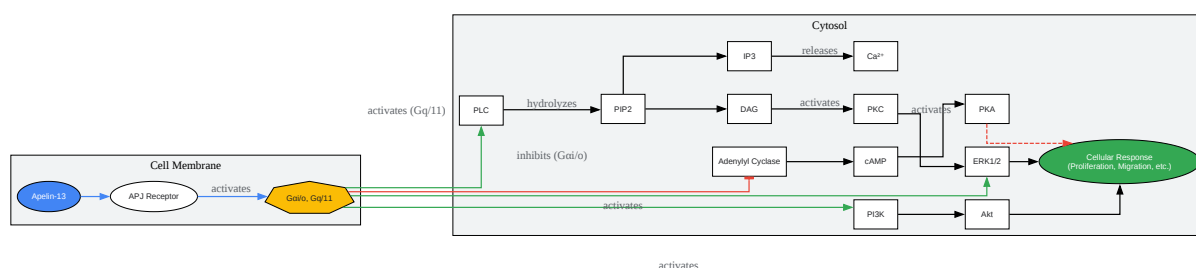 Cytosol
IP3
releases
Ca²⁺
activates (Gq/11)
PLC
hydrolyzes
PIP2
DAG
activates
PKC
activates
PKA
inhibits (Gαi/o)
Cell Membrane
Adenylyl Cyclase
cAMP
ERK1/2
Cellular Response
(Proliferation, Migration, etc.)
Apelin-13
APJ Receptor
activates
Gαi/o, Gq/11
activates
PI3K
Akt
activates